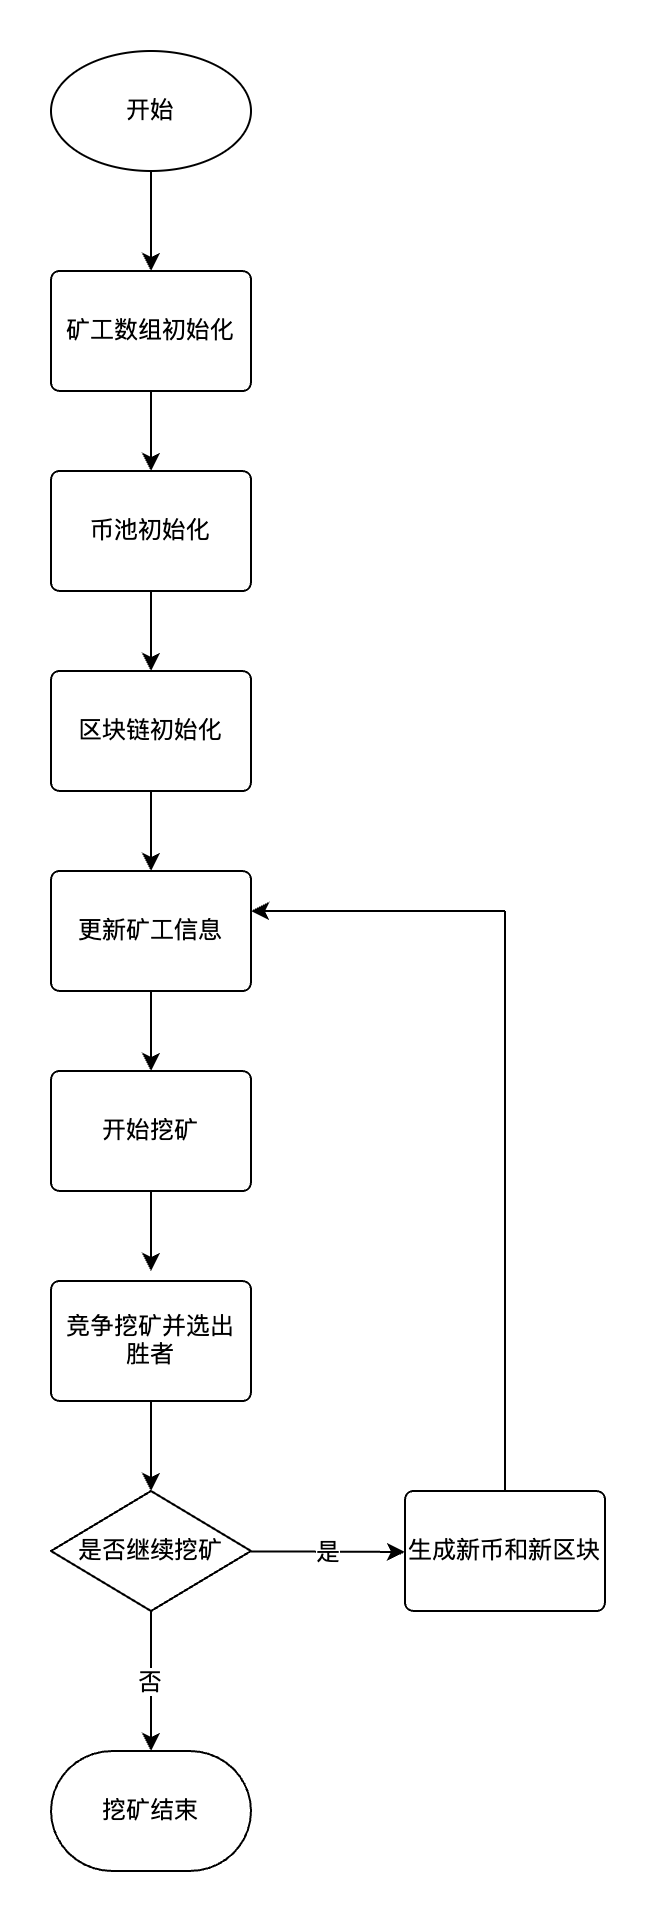 开始
矿工数组初始化
币池初始化
区块链初始化
更新矿工信息
开始挖矿
竞争挖矿并选出
胜者
是否继续挖矿
是
生成新币和新区块
否
挖矿结束